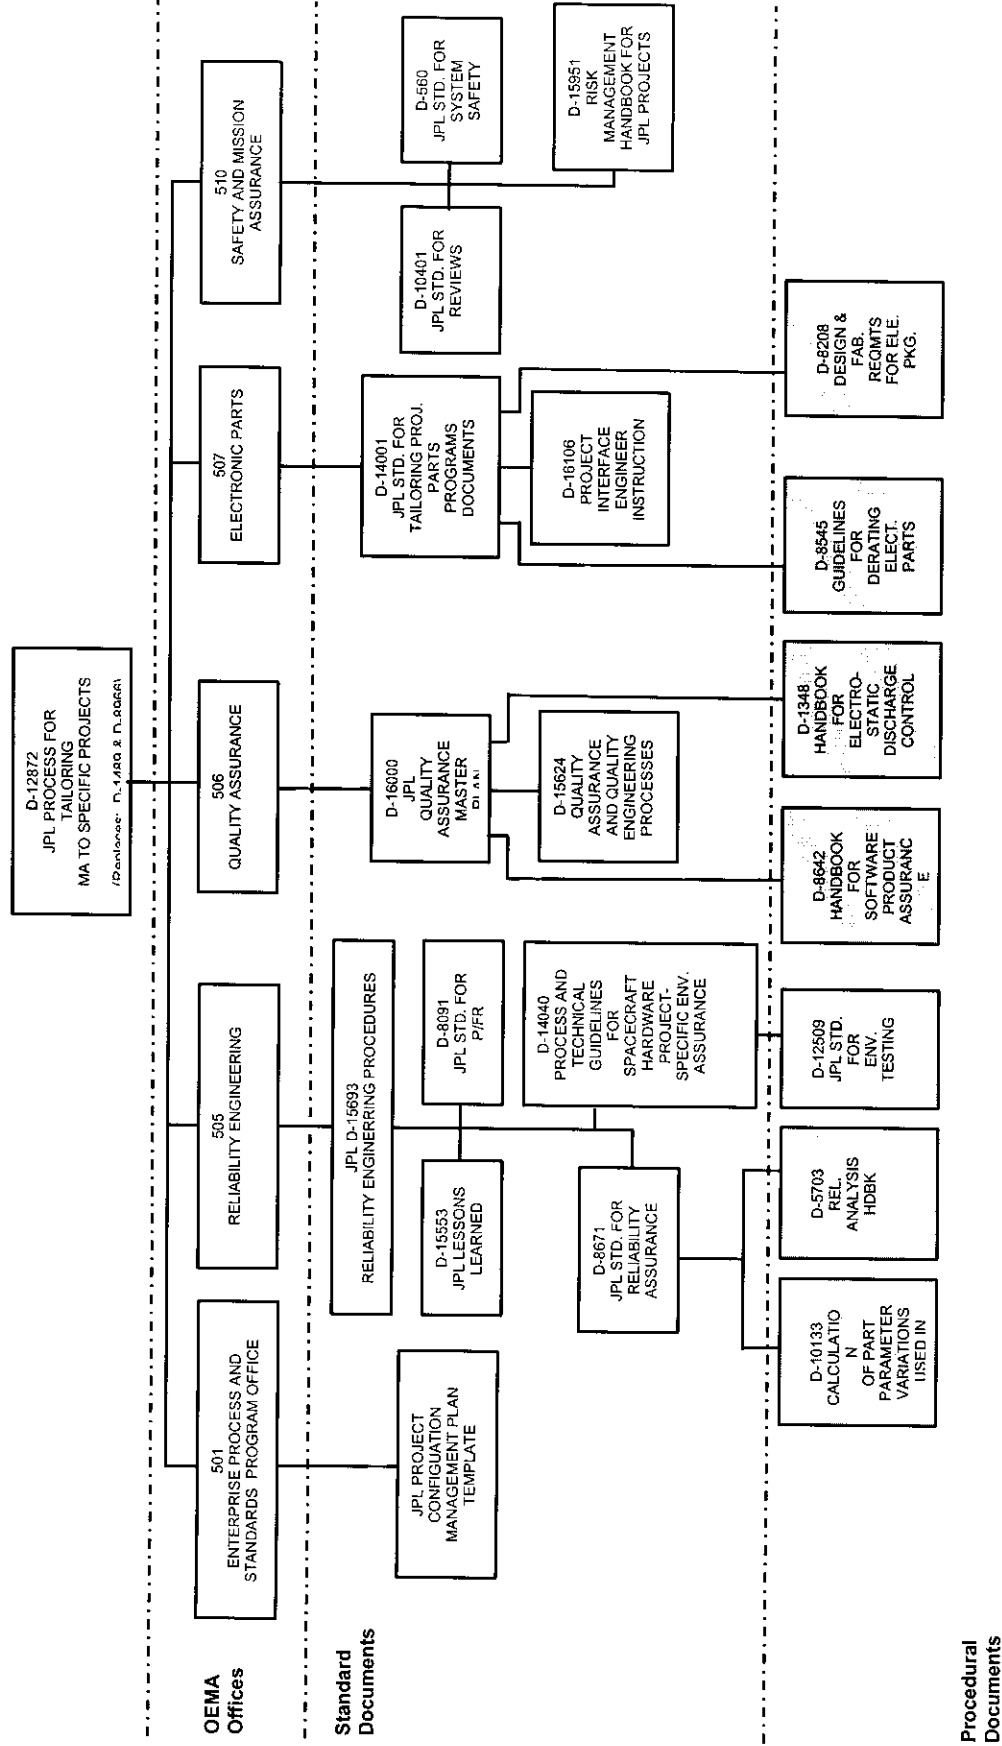 D-12872
JPL PROCESS FOR
TAILORING
MA TO SPECIFIC PROJECTS
(Replaces: D-1489 & D-8966)
OEMA
Offices
501
ENTERPRISE PROCESS AND
STANDARDS PROGRAM OFFICE
505
RELIABILITY ENGINEERING
506
QUALITY ASSURANCE
507
ELECTRONIC PARTS
510
SAFETY AND MISSION
ASSURANCE
Standard
Documents
JPL PROJECT
CONFIGUATION
MANAGEMENT PLAN
TEMPLATE
JPL D-15693
RELIABILITY ENGINERRING PROCEDURES
D-15553
JPL LESSONS
LEARNED
D-8091
JPL STD. FOR
P/FR
D-8671
JPL STD. FOR
RELIABILITY
ASSURANCE
D-14040
PROCESS AND
TECHNICAL
GUIDELINES
FOR
SPACECRAFT
HARDWARE
PROJECT-
SPECIFIC ENV.
ASSURANCE
D-16000
JPL
QUALITY
ASSURANCE
MASTER
PLAN
D-15624
QUALITY
ASSURANCE
AND QUALITY
ENGINEERING
PROCESSES
D-14001
JPL STD. FOR
TAILORING PROJ.
PARTS
PROGRAMS
DOCUMENTS
D-16106
PROJECT
INTERFACE
ENGINEER
INSTRUCTION
D-10401
JPL STD. FOR
REVIEWS
D-560
JPL STD. FOR
SYSTEM
SAFETY
D-15951
RISK
MANAGEMENT
HANDBOOK FOR
JPL PROJECTS
Procedural
Documents
D-10133
CALCULATIO
N
OF PART
PARAMETER
VARIATIONS
USED IN
D-5703
REL.
ANALYSIS
HDBK
D-12509
JPL STD.
FOR
ENV.
TESTING
D-8642
HANDBOOK
FOR
SOFTWARE
PRODUCT
ASSURANC
E
D-1348
HANDBOOK
FOR
ELECTRO-
STATIC
DISCHARGE
CONTROL
D-8545
GUIDELINES
FOR
DERATING
ELECT.
PARTS
D-8208
DESIGN &
FAB.
REQMTS
FOR ELE.
PKG.